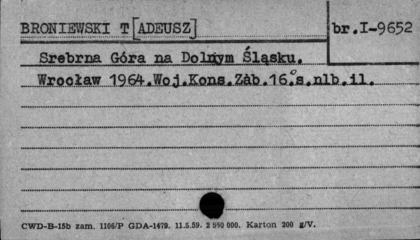 BRONIEWSKI T[ADEUSZ]
br.I-9652
Srebrna Góra na Dolnym Śląsku.
Wrocław 1964.Woj.Kons.Zab.16°s.nlb.il.
CWD-B-15b zam. 1106/P GDA-1479. 11.5.59. 2 550 000. Karton 200 g/V.